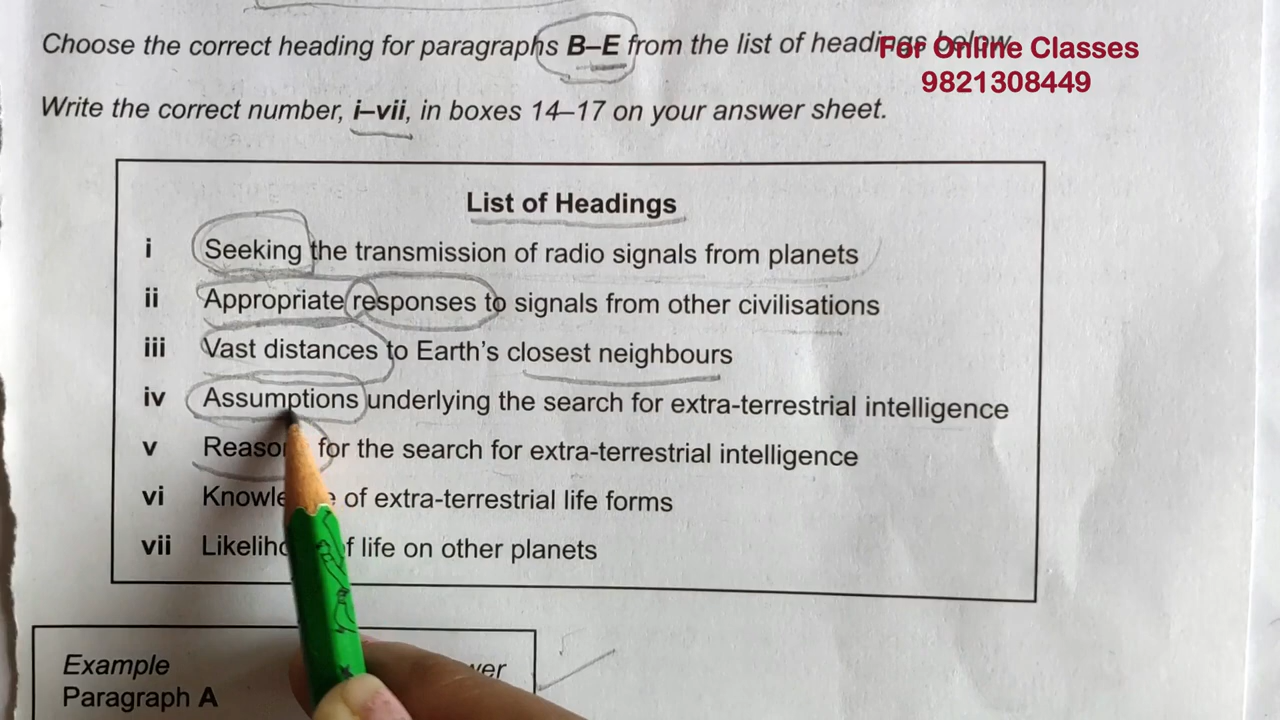 Choose the correct heading for paragraphs B–E from the list of headings below.
For Online Classes
9821308449
Write the correct number, i–vii, in boxes 14–17 on your answer sheet.
List of Headings
i Seeking the transmission of radio signals from planets
ii Appropriate responses to signals from other civilisations
iii Vast distances to Earth's closest neighbours
iv Assumptions underlying the search for extra-terrestrial intelligence
v for the search for extra-terrestrial intelligence
vi of extra-terrestrial life forms
vii life on other planets
Example
Paragraph A